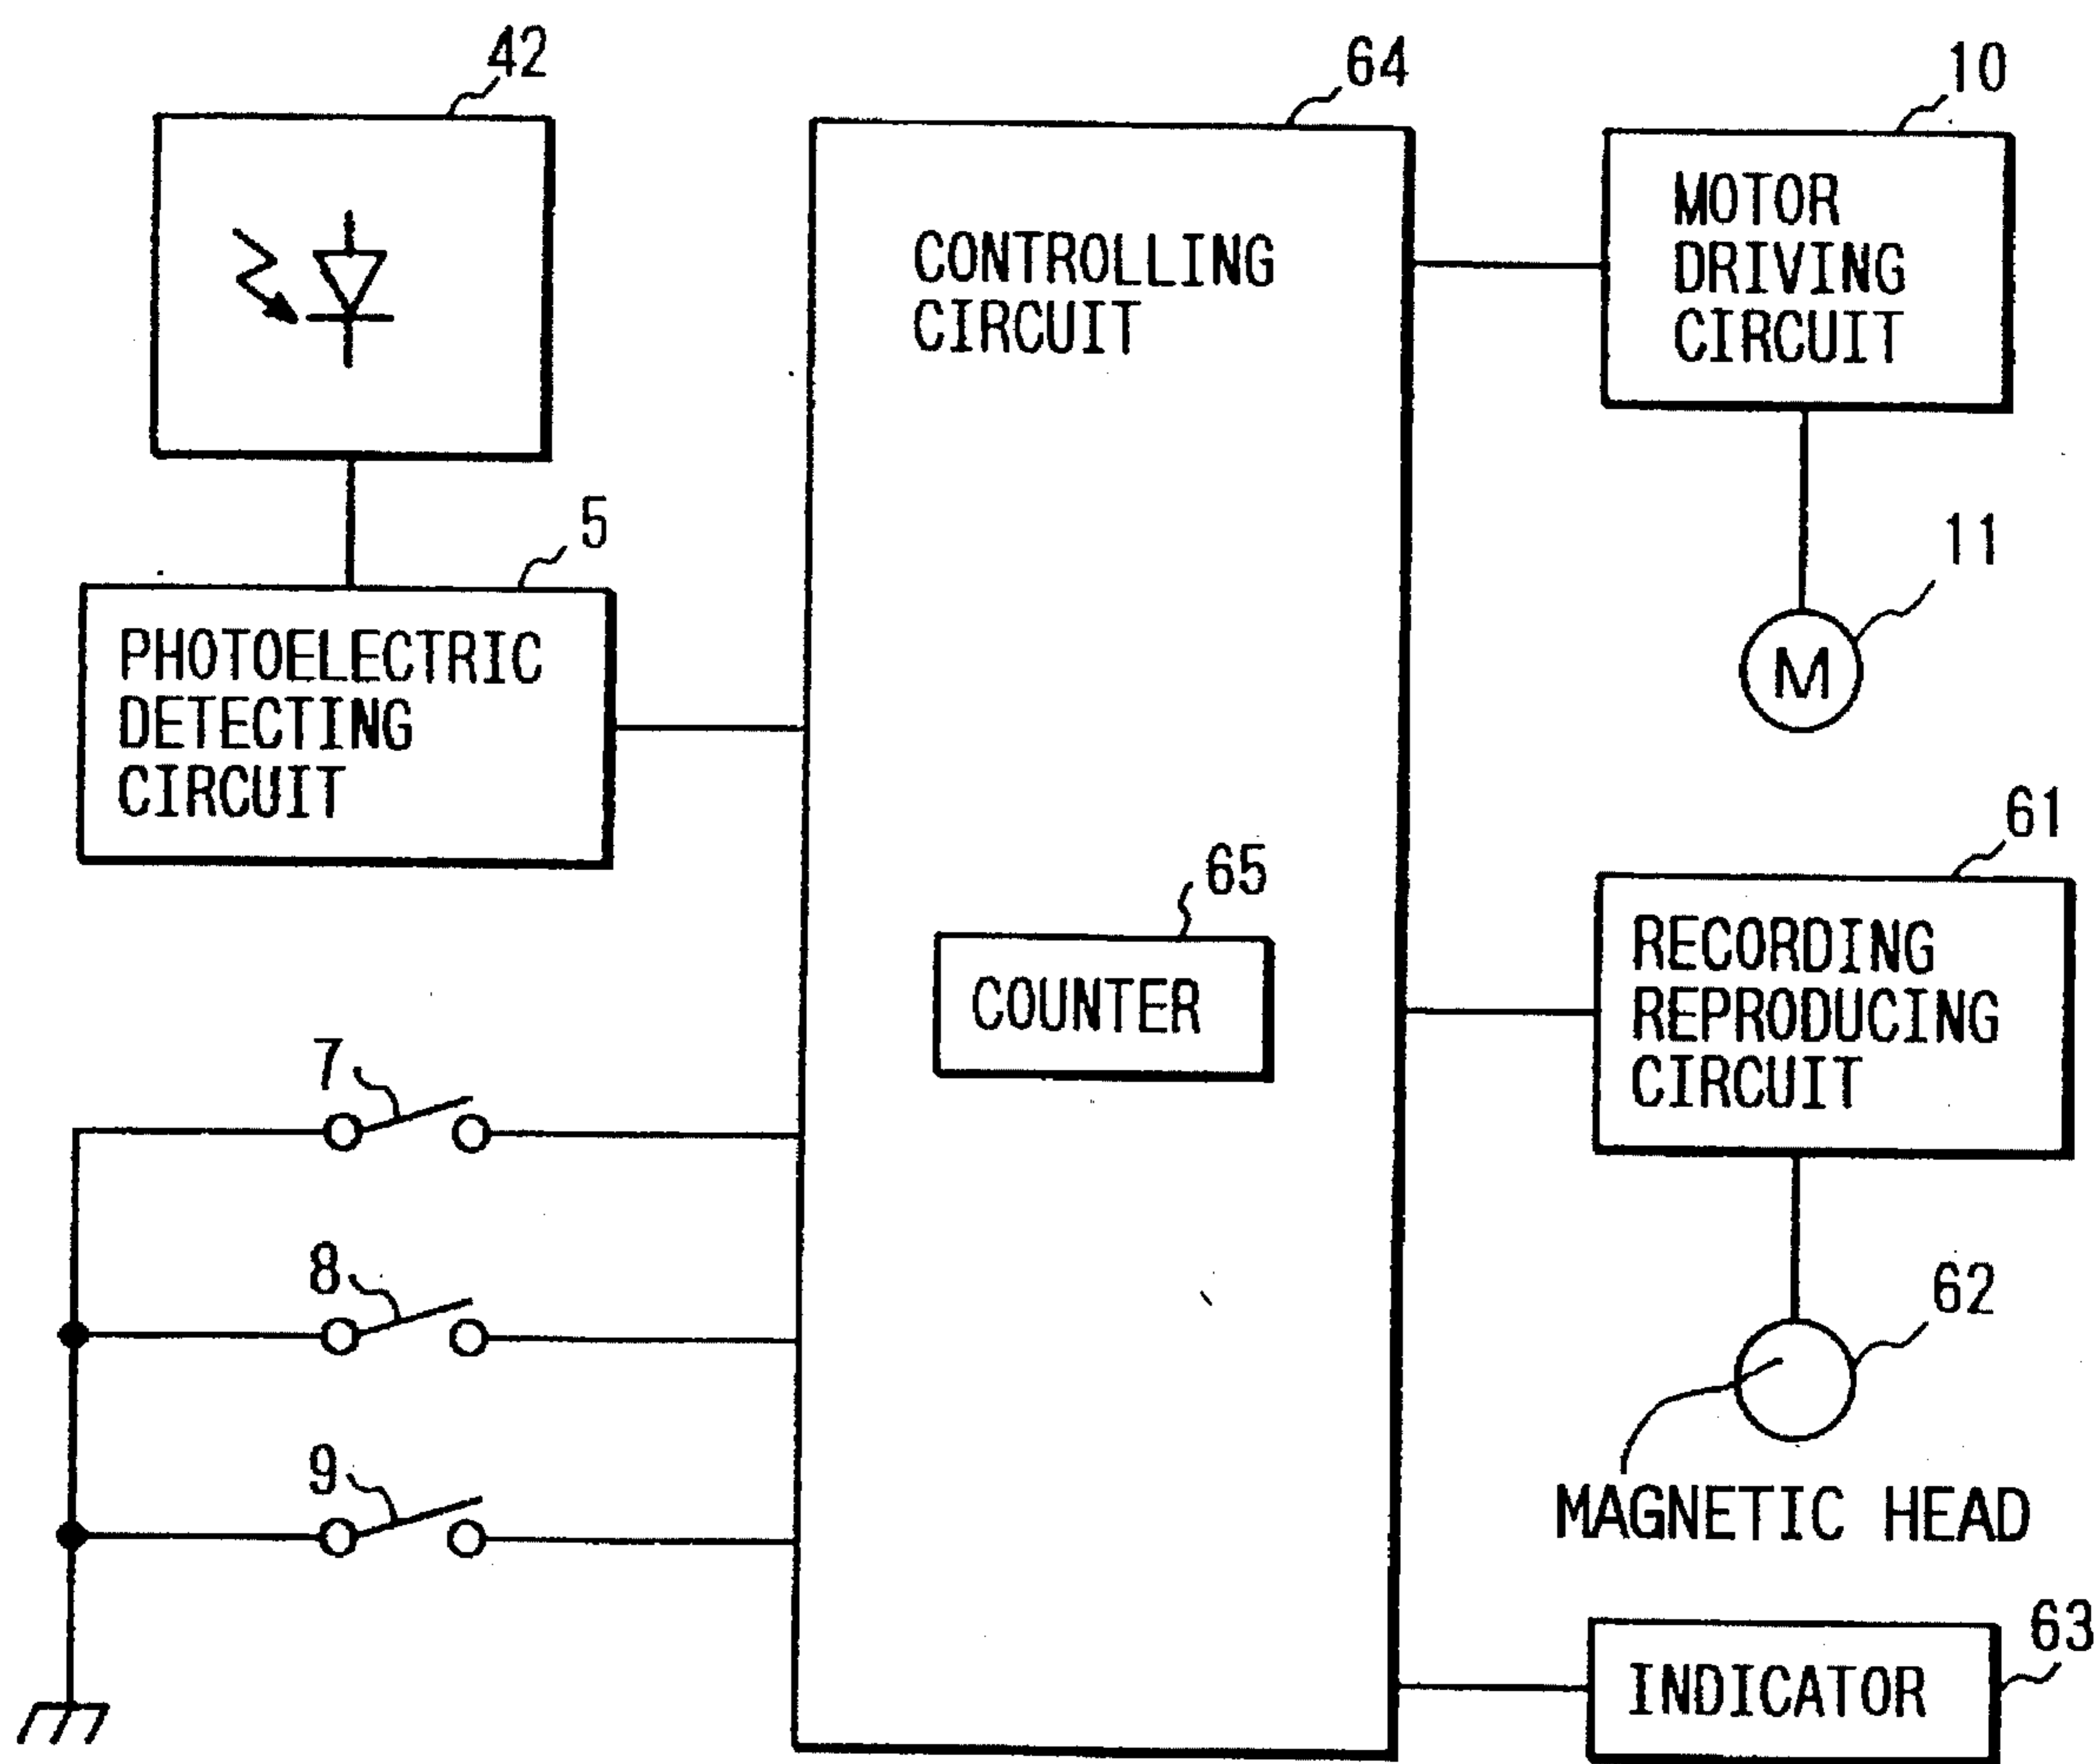 42
5
PHOTOELECTRIC
DETECTING
CIRCUIT
7
8
9
64
CONTROLLING
CIRCUIT
65
COUNTER
10
MOTOR
DRIVING
CIRCUIT
11
M
61
RECORDING
REPRODUCING
CIRCUIT
62
MAGNETIC HEAD
63
INDICATOR